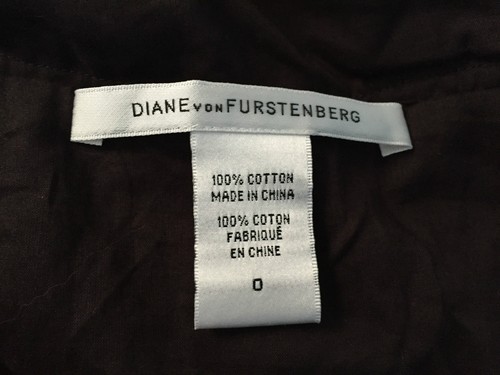 DIANE VON FURSTENBERG
100% COTTON
MADE IN CHINA
100% COTON
FABRIQUÉ
EN CHINE
0